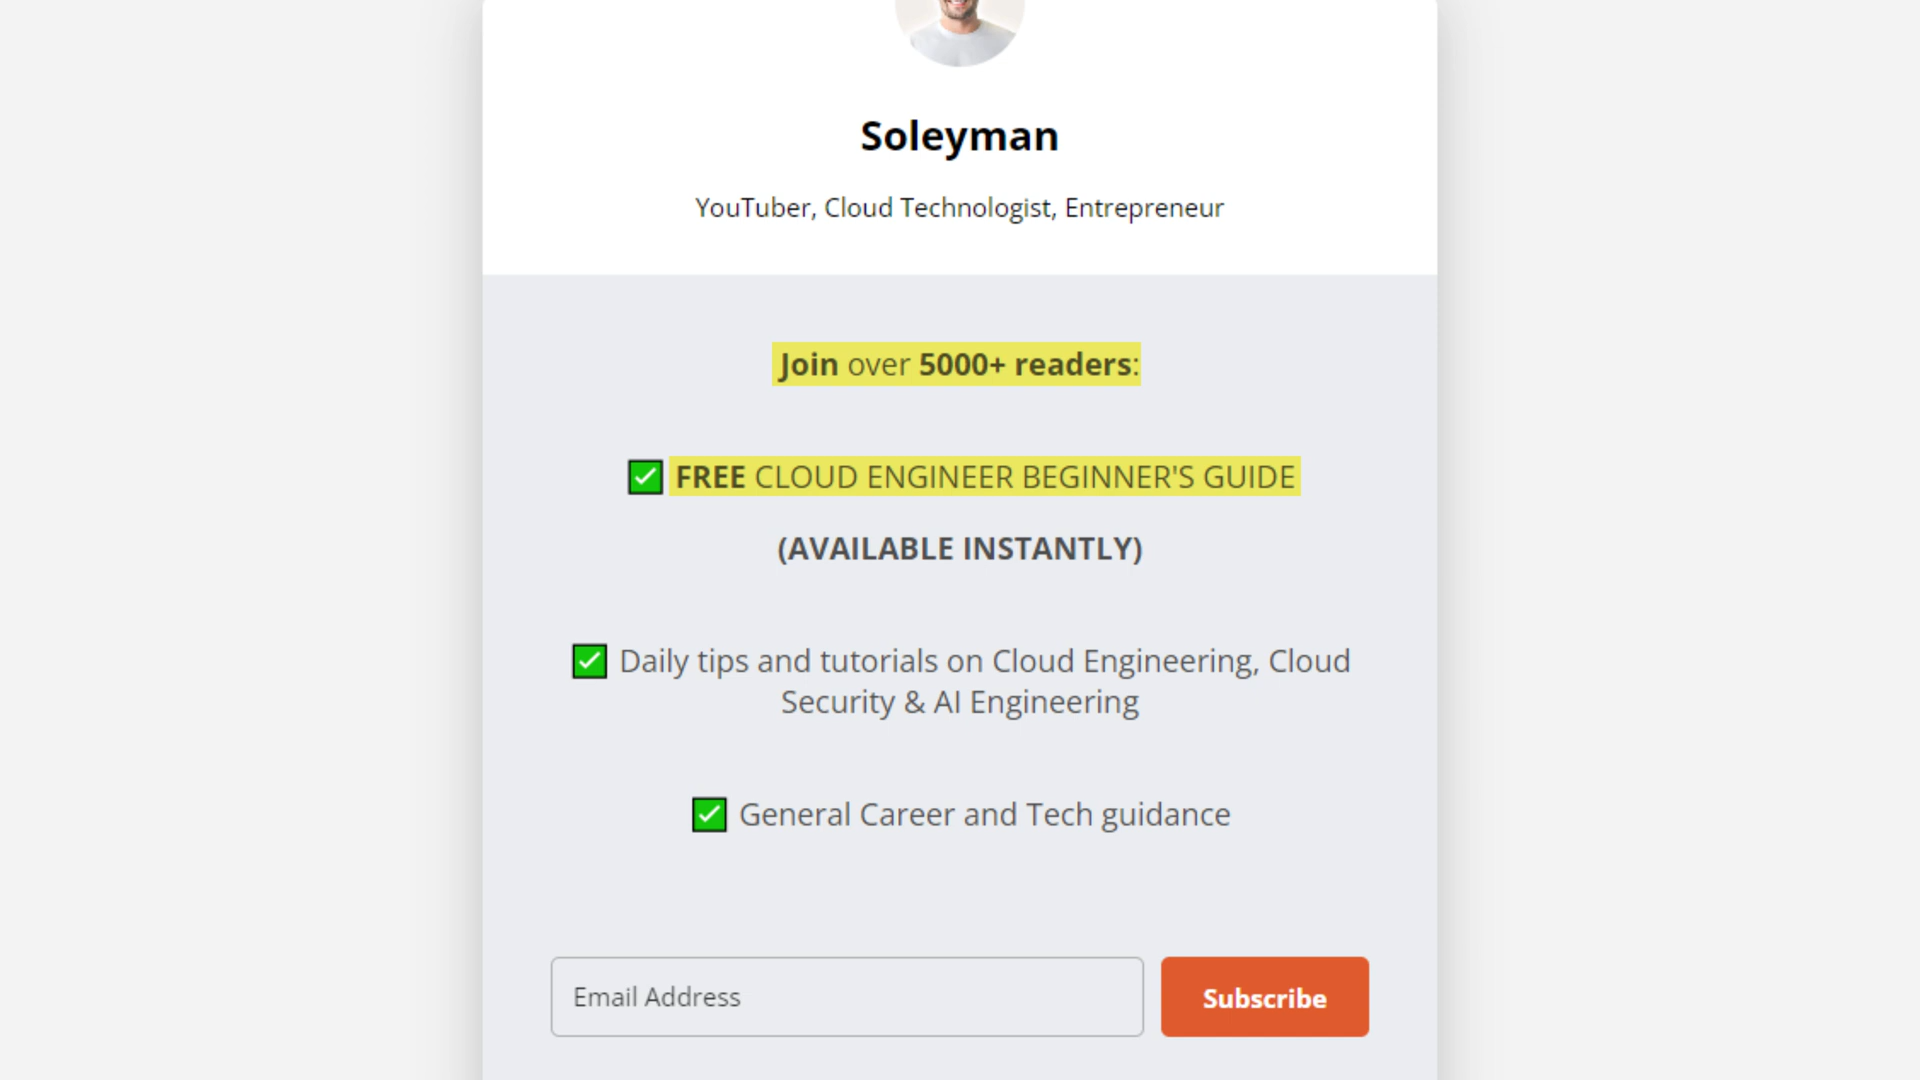 Soleyman
YouTuber, Cloud Technologist, Entrepreneur
Join over 5000+ readers:
✅ FREE CLOUD ENGINEER BEGINNER'S GUIDE
(AVAILABLE INSTANTLY)
✅ Daily tips and tutorials on Cloud Engineering, Cloud
Security & AI Engineering
✅ General Career and Tech guidance
Email Address
Subscribe